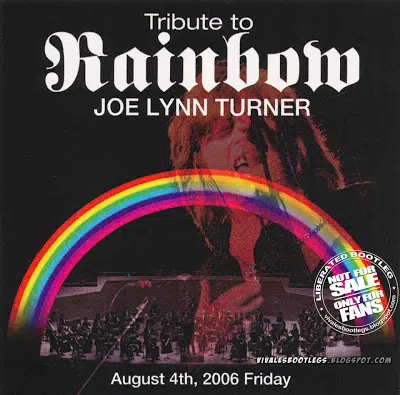 Tribute to
Rainbow
JOE LYNN TURNER
LIBERATED BOOTLEG
NOT FOR
SALE
ONLY FOR
FANS
vivalesbootlegs.blogspot.com
VIVALESBOOTLEGS.BLOGSPOT.COM
August 4th, 2006 Friday